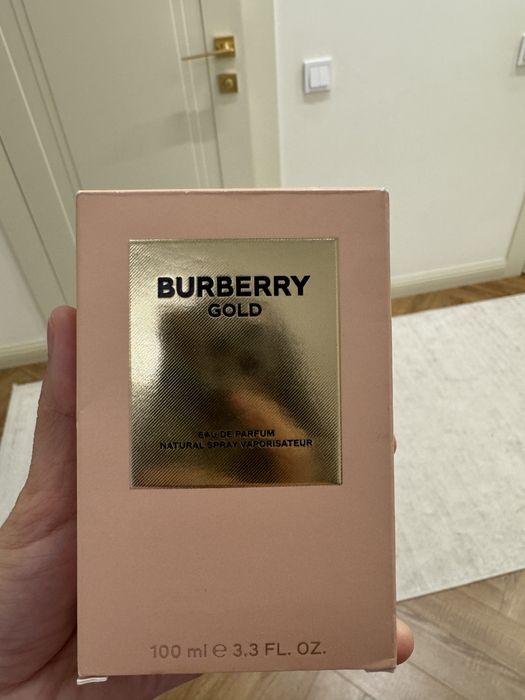 BURBERRY
GOLD
EAU DE PARFUM
NATURAL SPRAY VAPORISATEUR
100 ml ℮ 3.3 FL. OZ.